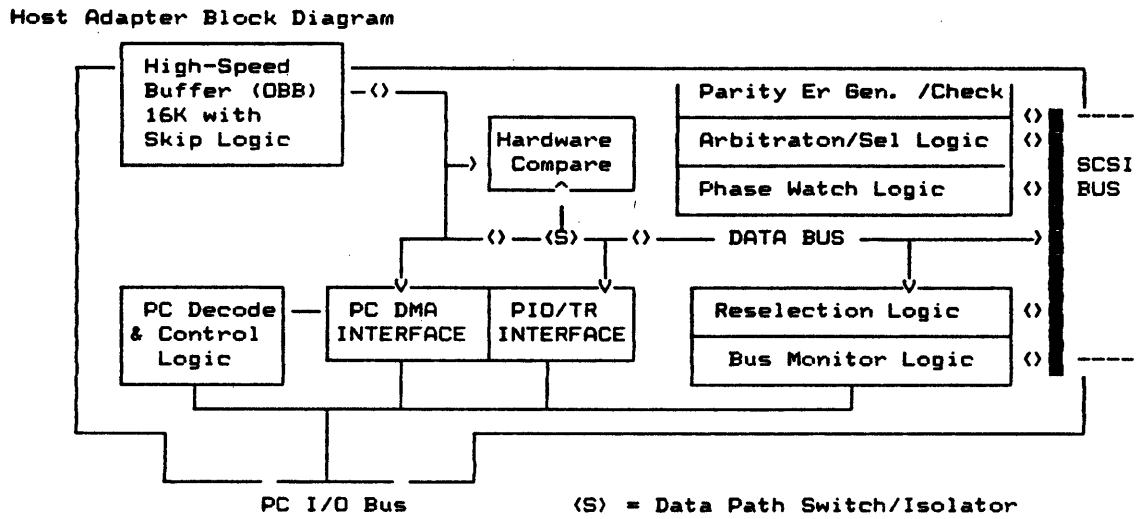 Host Adapter Block Diagram
High-Speed
Buffer (OBB)
16K with
Skip Logic
Hardware
Compare
Parity Er Gen. /Check
Arbitraton/Sel Logic
Phase Watch Logic
SCSI
BUS
(S)
DATA BUS
PC Decode
& Control
Logic
PC DMA
INTERFACE
PIO/TR
INTERFACE
Reselection Logic
Bus Monitor Logic
PC I/O Bus
(S) = Data Path Switch/Isolator